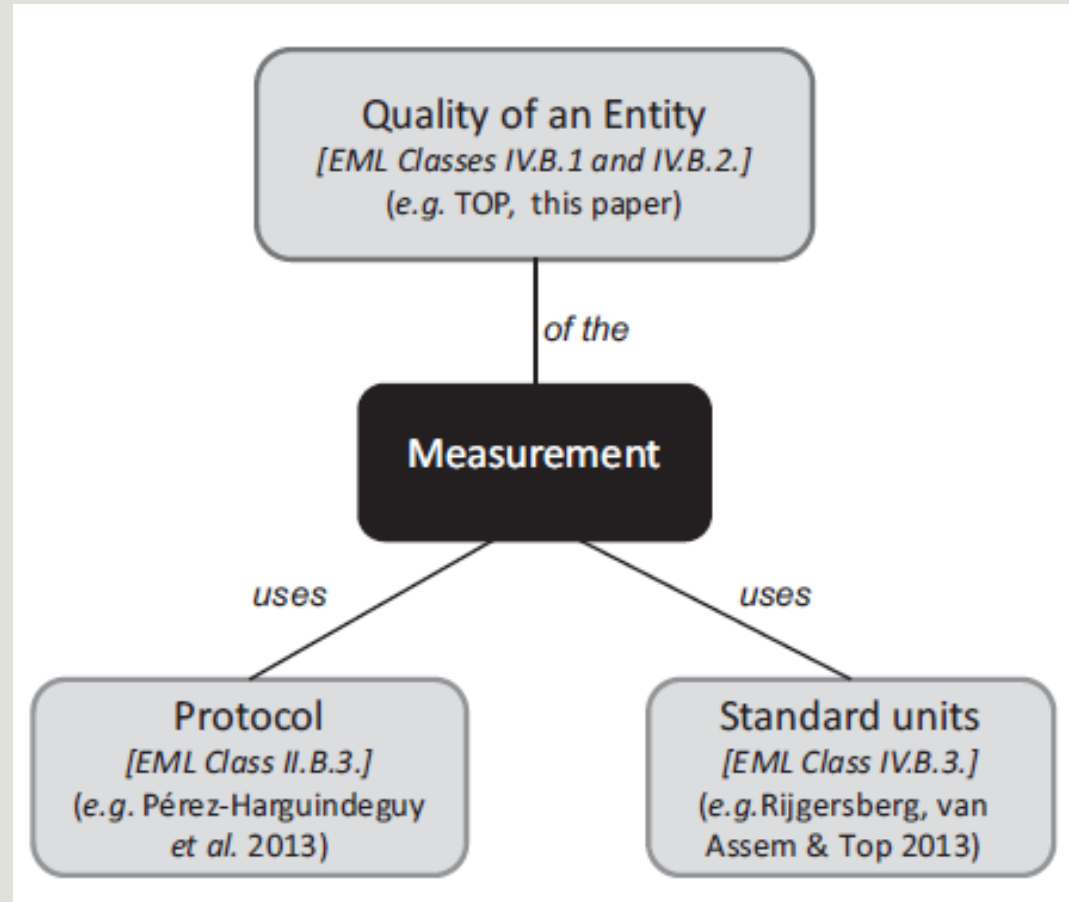 Quality of an Entity
[EML Classes IV.B.1 and IV.B.2.]
(e.g. TOP, this paper)
of the
Measurement
uses
uses
Protocol
[EML Class II.B.3.]
(e.g. Pérez-Harguindeguy
et al. 2013)
Standard units
[EML Class IV.B.3.]
(e.g.Rijgersberg, van
Assem & Top 2013)